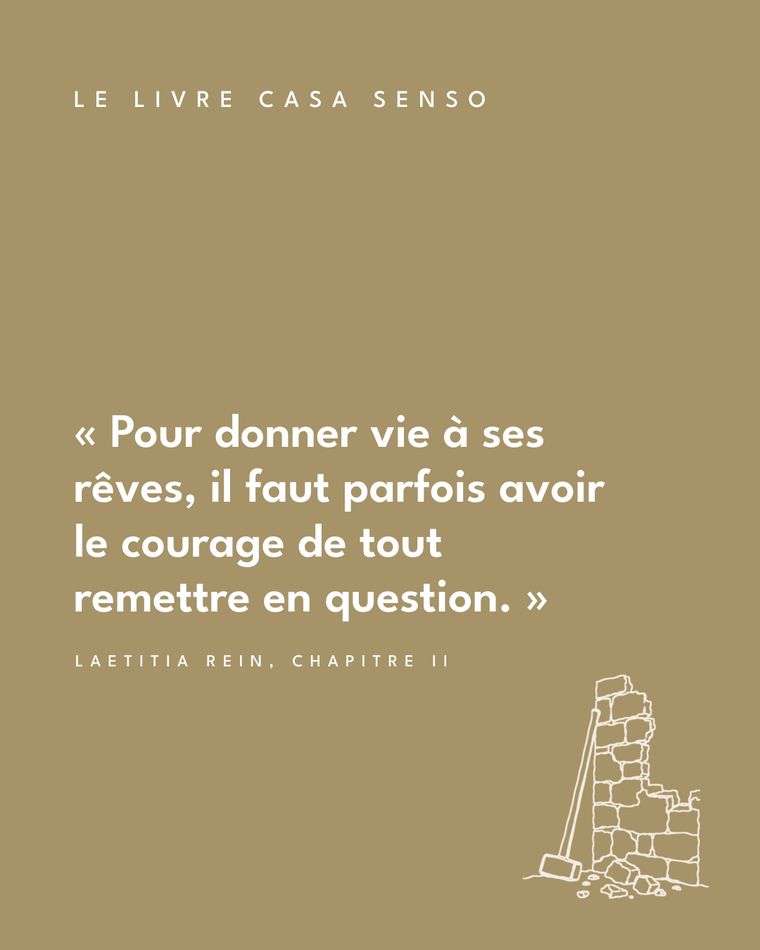 LE LIVRE CASA SENSO
« Pour donner vie à ses
rêves, il faut parfois avoir
le courage de tout
remettre en question. »
LAETITIA REIN, CHAPITRE II